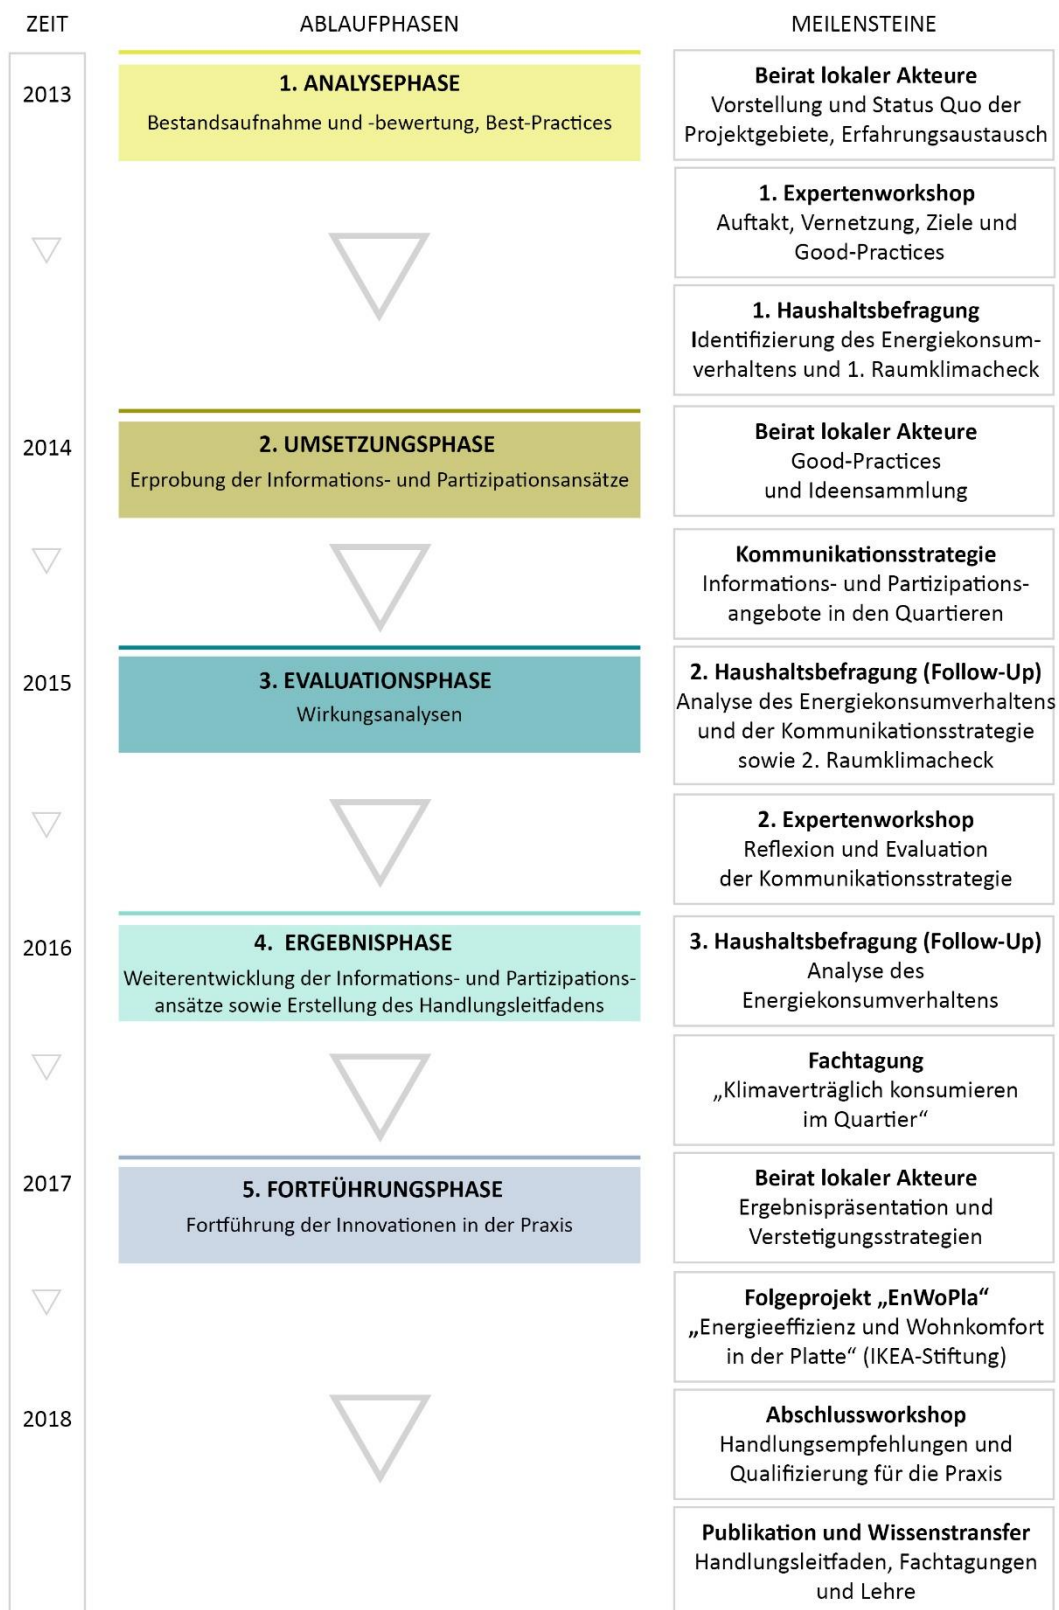 ZEIT
ABLAUFPHASEN
MEILENSTEINE
2013
1. ANALYSEPHASE
Bestandsaufnahme und -bewertung, Best-Practices
Beirat lokaler Akteure
Vorstellung und Status Quo der
Projektgebiete, Erfahrungsaustausch
1. Expertenworkshop
Auftakt, Vernetzung, Ziele und
Good-Practices
1. Haushaltsbefragung
Identifizierung des Energiekonsum-
verhaltens und 1. Raumklimacheck
2014
2. UMSETZUNGSPHASE
Erprobung der Informations- und Partizipationsansätze
Beirat lokaler Akteure
Good-Practices
und Ideensammlung
Kommunikationsstrategie
Informations- und Partizipations-
angebote in den Quartieren
2015
3. EVALUATIONSPHASE
Wirkungsanalysen
2. Haushaltsbefragung (Follow-Up)
Analyse des Energiekonsumverhaltens
und der Kommunikationsstrategie
sowie 2. Raumklimacheck
2. Expertenworkshop
Reflexion und Evaluation
der Kommunikationsstrategie
2016
4. ERGEBNISPHASE
Weiterentwicklung der Informations- und Partizipations-
ansätze sowie Erstellung des Handlungsleitfadens
3. Haushaltsbefragung (Follow-Up)
Analyse des
Energiekonsumverhaltens
Fachtagung
„Klimaverträglich konsumieren
im Quartier“
2017
5. FORTFÜHRUNGSPHASE
Fortführung der Innovationen in der Praxis
Beirat lokaler Akteure
Ergebnispräsentation und
Verstetigungsstrategien
Folgeprojekt „EnWoPla“
„Energieeffizienz und Wohnkomfort
in der Platte“ (IKEA-Stiftung)
2018
Abschlussworkshop
Handlungsempfehlungen und
Qualifizierung für die Praxis
Publikation und Wissenstransfer
Handlungsleitfaden, Fachtagungen
und Lehre